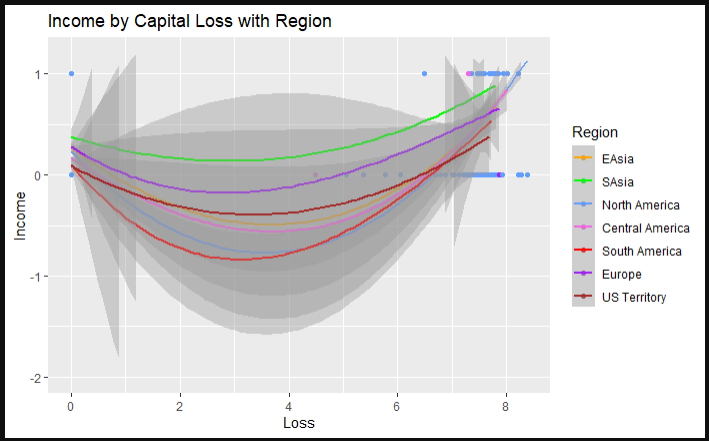 Income by Capital Loss with Region
1
0
-1
-2
Income
0
2
4
6
8
Loss
Region
EAsia
SAsia
North America
Central America
South America
Europe
US Territory